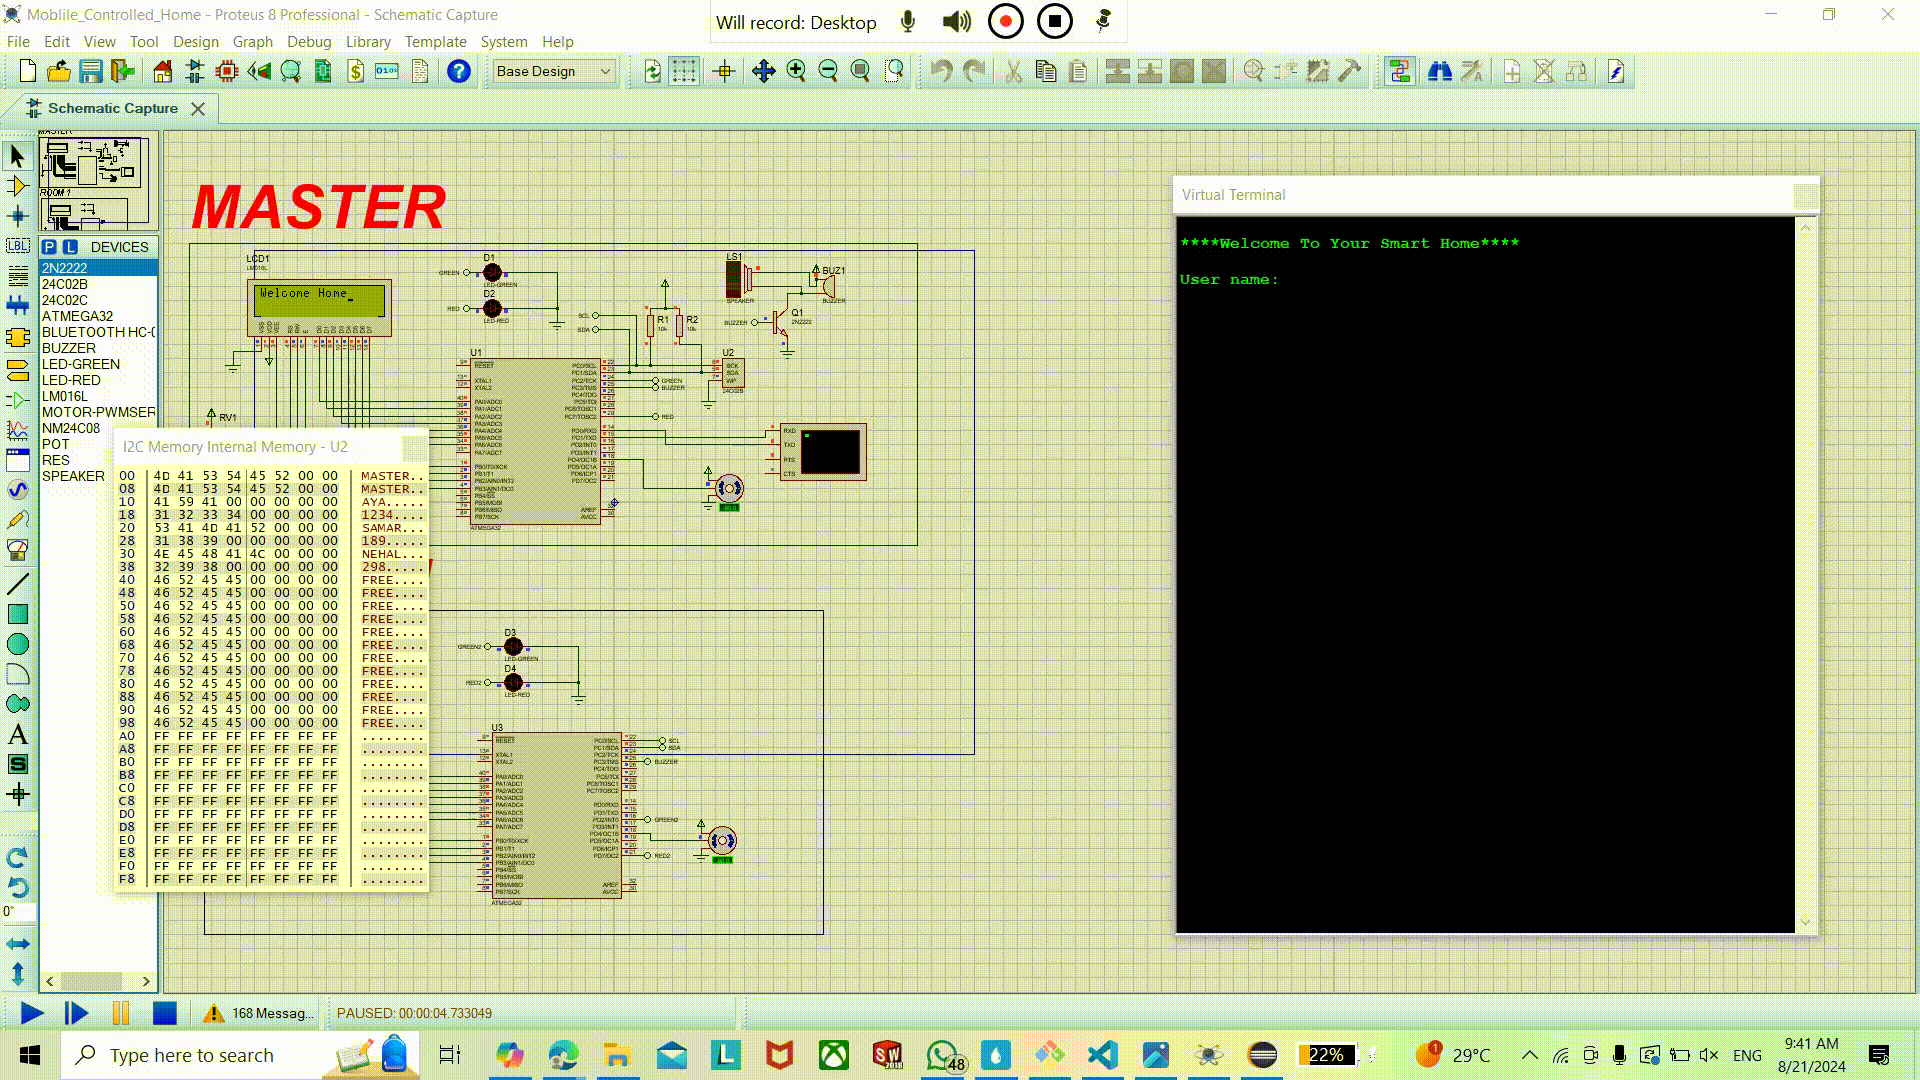 Moblile_Controlled_Home - Proteus 8 Professional - Schematic Capture
Will record: Desktop
File Edit View Tool Design Graph Debug Library Template System Help
Base Design
Schematic Capture
MASTER
ROOM 1
P L DEVICES
2N2222
24C02B
24C02C
ATMEGA32
BLUETOOTH HC-0
BUZZER
LED-GREEN
LED-RED
LM016L
MOTOR-PWMSER
NM24C08
POT
RES
SPEAKER
MASTER
LCD1
LM016L
Welcome Home_
D1
GREEN
LED-GREEN
D2
RED
LED-RED
SCL
SDA
R1
10k
R2
10k
LS1
SPEAKER
BUZ1
BUZZER
BUZZER
Q1
2N2222
U1
ATMEGA32
GREEN
BUZZER
RED
U2
SCK
SDA
WP
24C02B
RXD
TXD
RTS
CTS
RV1
I2C Memory Internal Memory - U2
00 4D 41 53 54 45 52 00 00 MASTER..
08 4D 41 53 54 45 52 00 00 MASTER..
10 41 59 41 00 00 00 00 00 AYA.....
18 31 32 33 34 00 00 00 00 1234....
20 53 41 4D 41 52 00 00 00 SAMAR...
28 31 38 39 00 00 00 00 00 189.....
30 4E 45 48 41 4C 00 00 00 NEHAL...
38 32 39 38 00 00 00 00 00 298.....
40 46 52 45 45 00 00 00 00 FREE....
48 46 52 45 45 00 00 00 00 FREE....
50 46 52 45 45 00 00 00 00 FREE....
58 46 52 45 45 00 00 00 00 FREE....
60 46 52 45 45 00 00 00 00 FREE....
68 46 52 45 45 00 00 00 00 FREE....
70 46 52 45 45 00 00 00 00 FREE....
78 46 52 45 45 00 00 00 00 FREE....
80 46 52 45 45 00 00 00 00 FREE....
88 46 52 45 45 00 00 00 00 FREE....
90 46 52 45 45 00 00 00 00 FREE....
98 46 52 45 45 00 00 00 00 FREE....
A0 FF FF FF FF FF FF FF FF ........
A8 FF FF FF FF FF FF FF FF ........
B0 FF FF FF FF FF FF FF FF ........
B8 FF FF FF FF FF FF FF FF ........
C0 FF FF FF FF FF FF FF FF ........
C8 FF FF FF FF FF FF FF FF ........
D0 FF FF FF FF FF FF FF FF ........
D8 FF FF FF FF FF FF FF FF ........
E0 FF FF FF FF FF FF FF FF ........
E8 FF FF FF FF FF FF FF FF ........
F0 FF FF FF FF FF FF FF FF ........
F8 FF FF FF FF FF FF FF FF ........
D3
GREEN2
LED-GREEN
D4
RED2
LED-RED
U3
ATMEGA32
SCL
SDA
BUZZER
GREEN2
RED2
Virtual Terminal
****Welcome To Your Smart Home****
User name:
0°
168 Messag...
PAUSED: 00:00:04.733049
Type here to search
48
22%
1
29°C
ENG
9:41 AM
8/21/2024